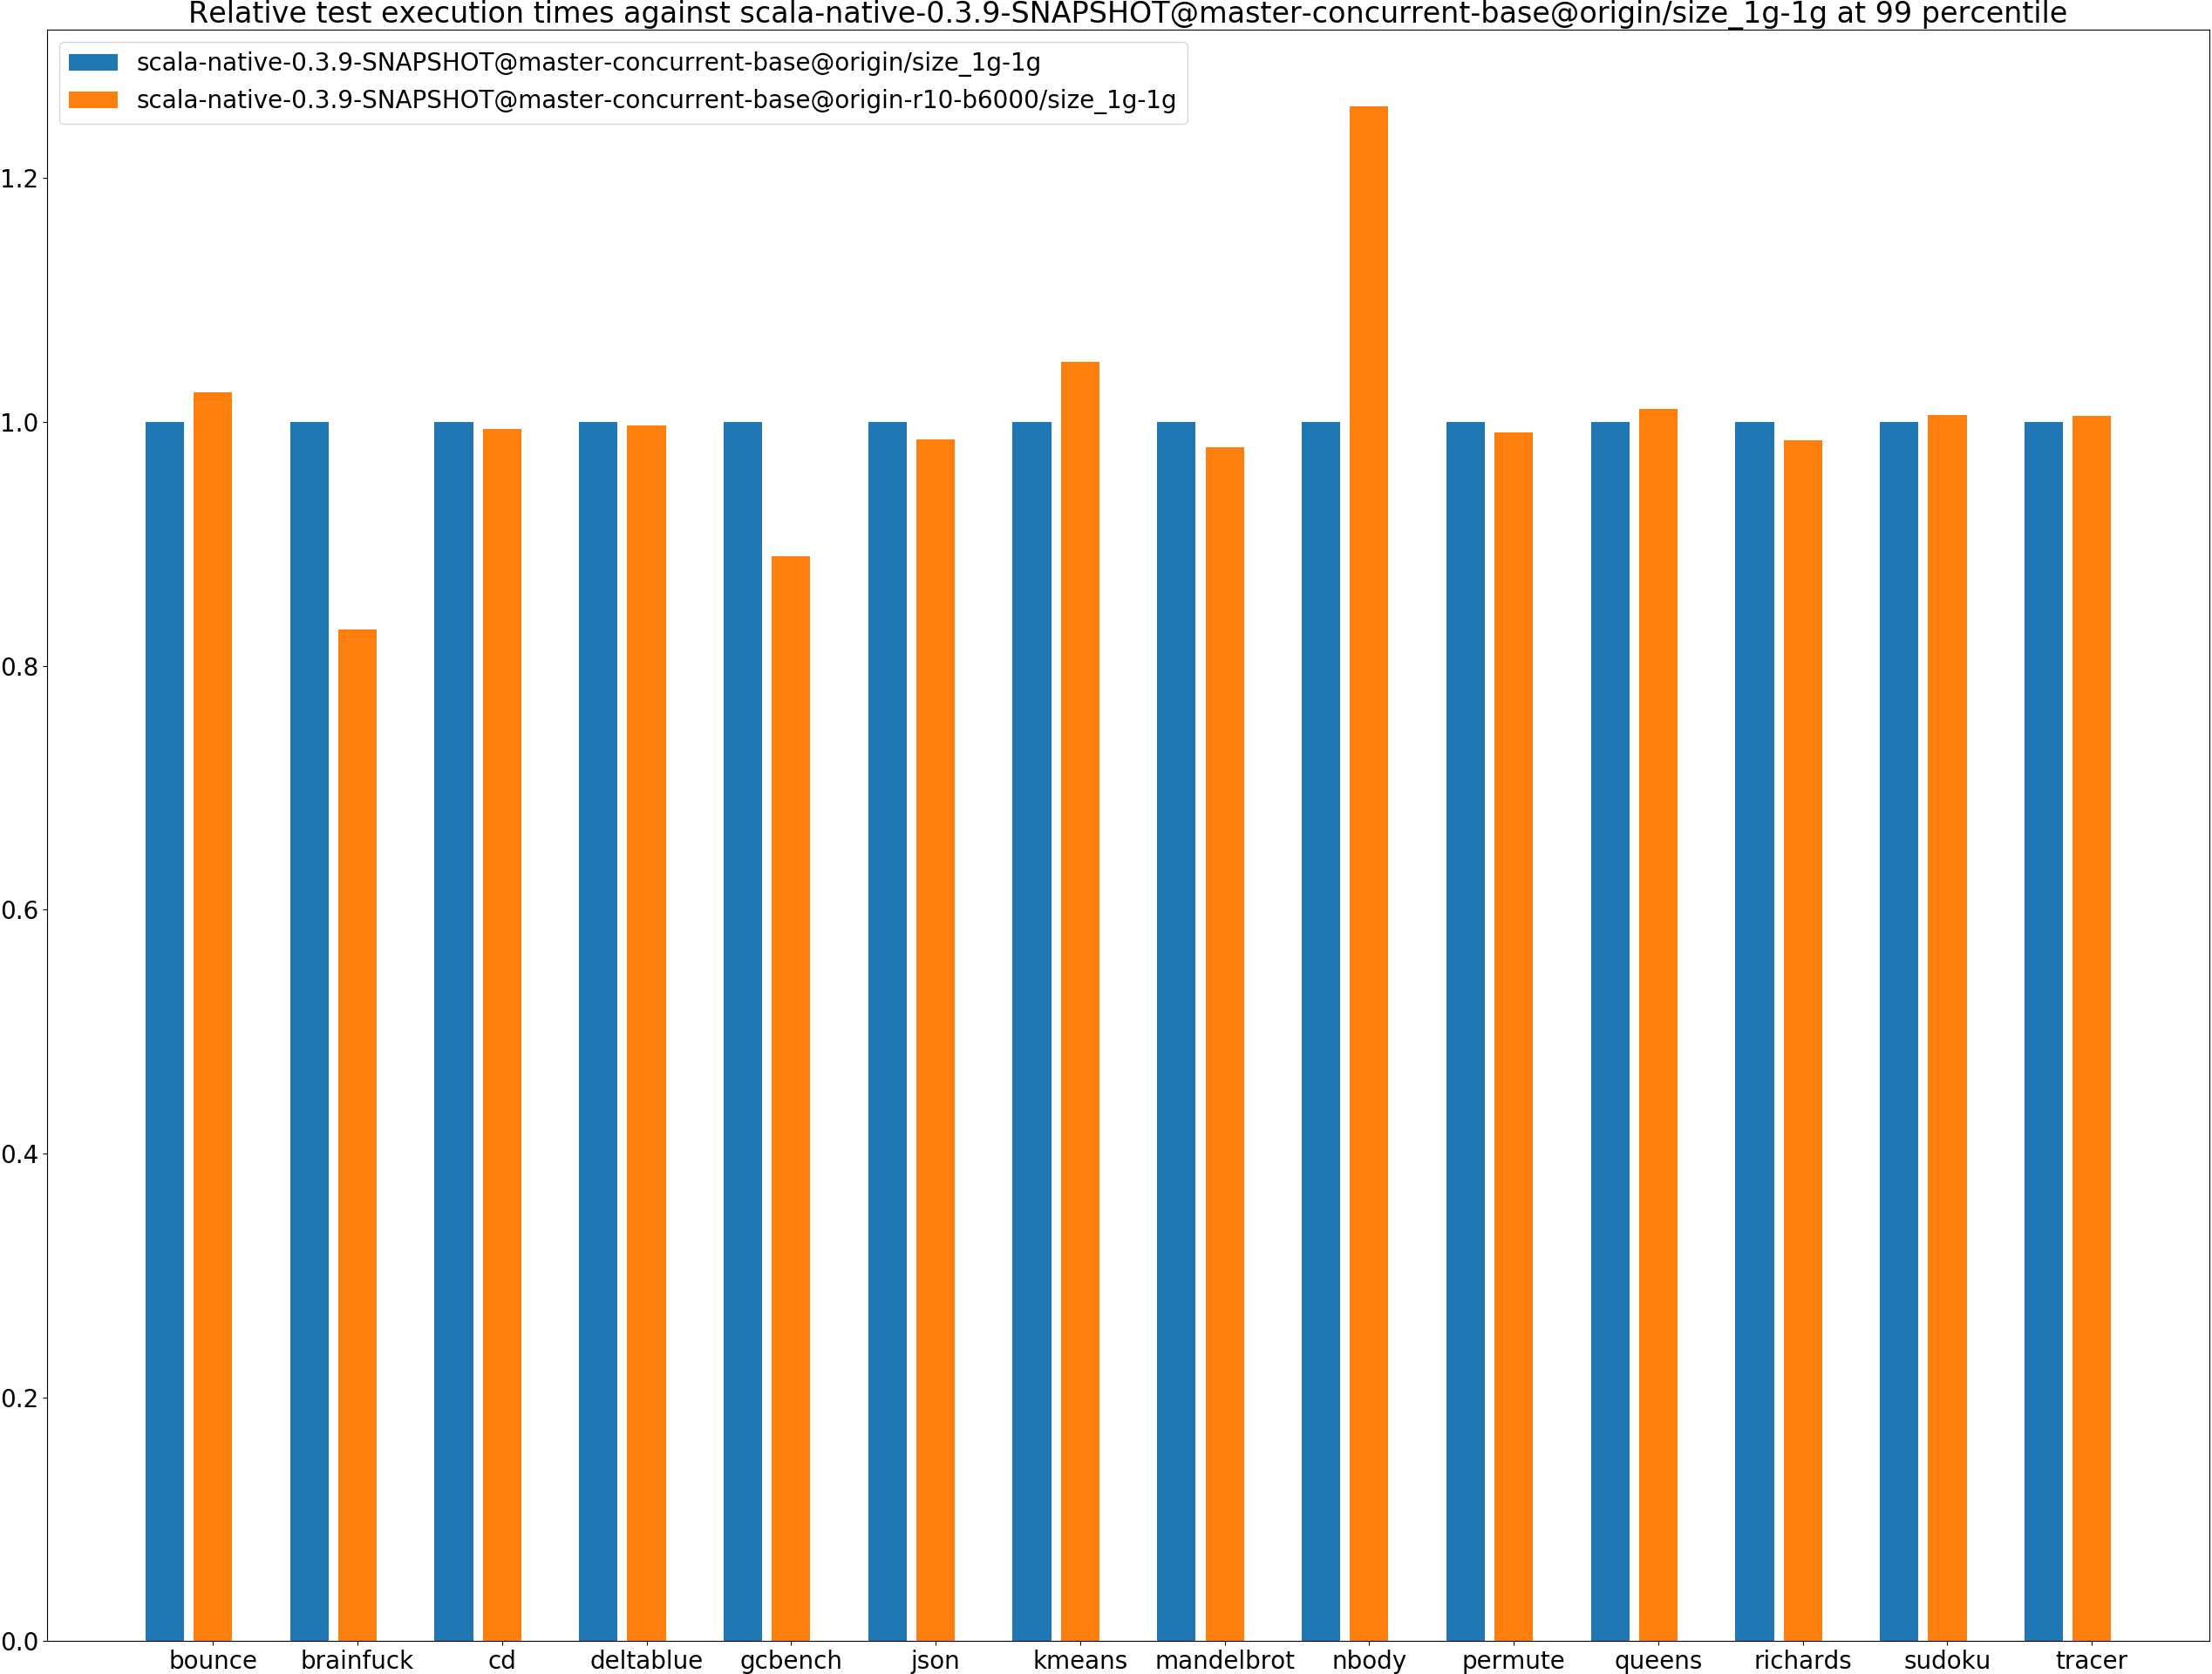 Relative test execution times against scala-native-0.3.9-SNAPSHOT@master-concurrent-base@origin/size_1g-1g at 99 percentile
scala-native-0.3.9-SNAPSHOT@master-concurrent-base@origin/size_1g-1g
scala-native-0.3.9-SNAPSHOT@master-concurrent-base@origin-r10-b6000/size_1g-1g
1.2
1.0
0.8
0.6
0.4
0.2
0.0
bounce brainfuck cd deltablue gcbench json kmeans mandelbrot nbody permute queens richards sudoku tracer